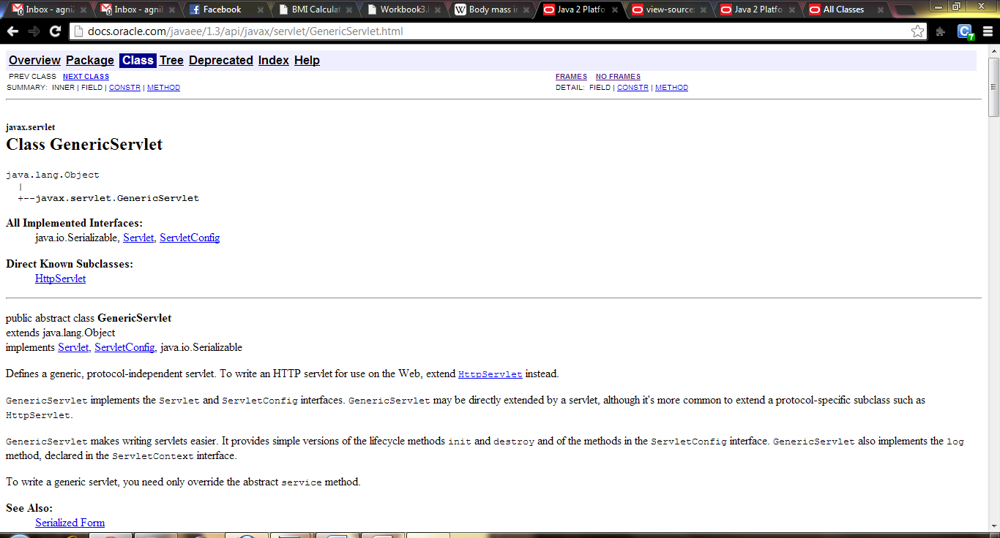 Inbox - agni
Inbox - agnil
Facebook
BMI Calculat
Workbook3.
Body mass i
Java 2 Platfo
view-source
Java 2 Platfo
All Classes
docs.oracle.com/javaee/1.3/api/javax/servlet/GenericServlet.html
Overview Package Class Tree Deprecated Index Help
PREV CLASS NEXT CLASS
FRAMES NO FRAMES
SUMMARY: INNER | FIELD | CONSTR | METHOD
DETAIL: FIELD | CONSTR | METHOD
javax.servlet
Class GenericServlet
java.lang.Object
|
+--javax.servlet.GenericServlet
All Implemented Interfaces:
java.io.Serializable, Servlet, ServletConfig
Direct Known Subclasses:
HttpServlet
public abstract class GenericServlet
extends java.lang.Object
implements Servlet, ServletConfig, java.io.Serializable
Defines a generic, protocol-independent servlet. To write an HTTP servlet for use on the Web, extend HttpServlet instead.
GenericServlet implements the Servlet and ServletConfig interfaces. GenericServlet may be directly extended by a servlet, although it's more common to extend a protocol-specific subclass such as
HttpServlet.
GenericServlet makes writing servlets easier. It provides simple versions of the lifecycle methods init and destroy and of the methods in the ServletConfig interface. GenericServlet also implements the log
method, declared in the ServletContext interface.
To write a generic servlet, you need only override the abstract service method.
See Also:
Serialized Form